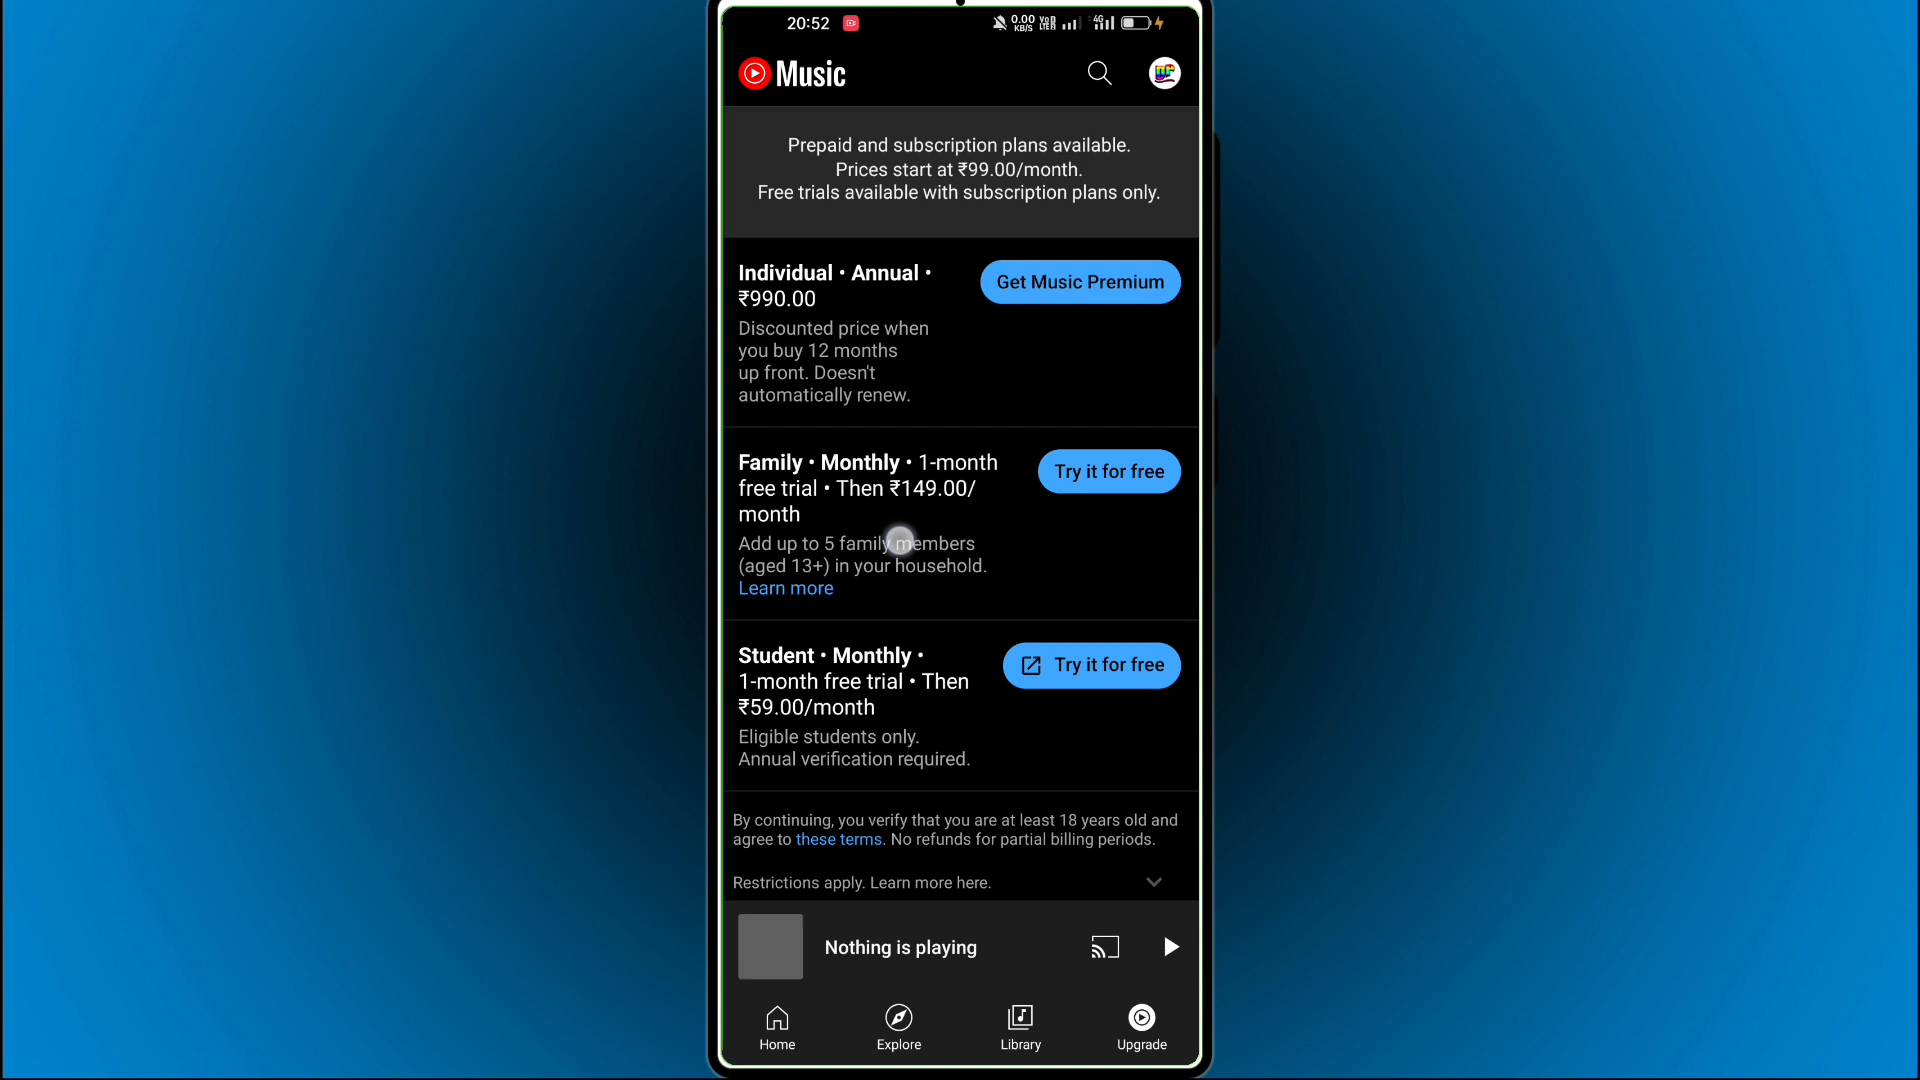 20:52
0.00
KB/S
Vo
LTE
4G
Music
Prepaid and subscription plans available.
Prices start at ₹99.00/month.
Free trials available with subscription plans only.
Individual • Annual •
₹990.00
Get Music Premium
Discounted price when
you buy 12 months
up front. Doesn't
automatically renew.
Family • Monthly • 1-month
free trial • Then ₹149.00/
month
Try it for free
Add up to 5 family members
(aged 13+) in your household.
Learn more
Student • Monthly •
1-month free trial • Then
₹59.00/month
Try it for free
Eligible students only.
Annual verification required.
By continuing, you verify that you are at least 18 years old and
agree to these terms. No refunds for partial billing periods.
Restrictions apply. Learn more here.
Nothing is playing
Home
Explore
Library
Upgrade